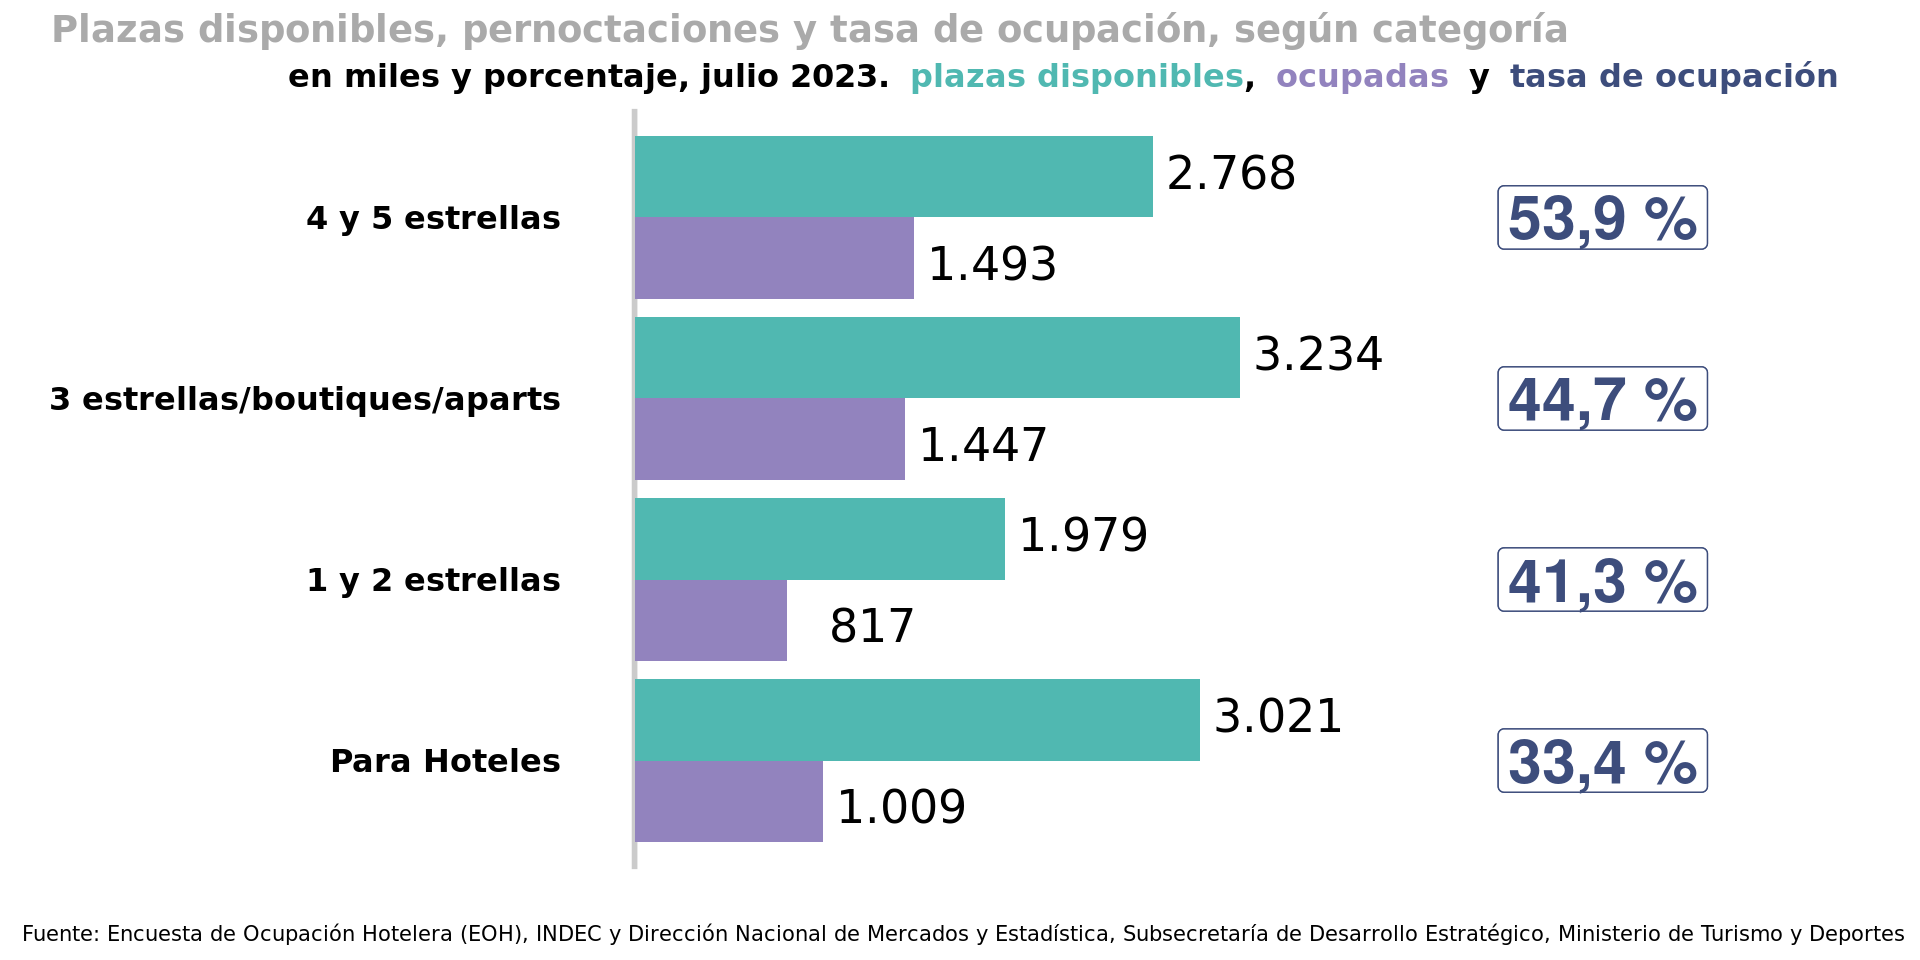 Plazas disponibles, pernoctaciones y tasa de ocupación, según categoría
en miles y porcentaje, julio 2023. plazas disponibles, ocupadas y tasa de ocupación
4 y 5 estrellas
2.768
1.493
53,9 %
3 estrellas/boutiques/aparts
3.234
1.447
44,7 %
1 y 2 estrellas
1.979
817
41,3 %
Para Hoteles
3.021
1.009
33,4 %
Fuente: Encuesta de Ocupación Hotelera (EOH), INDEC y Dirección Nacional de Mercados y Estadística, Subsecretaría de Desarrollo Estratégico, Ministerio de Turismo y Deportes